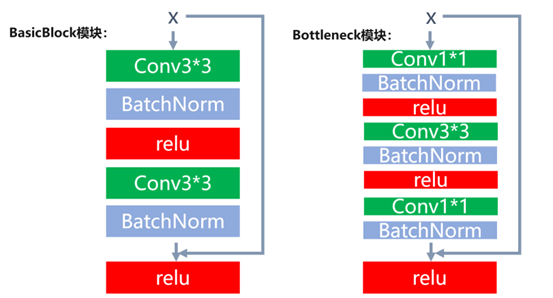 BasicBlock模块：
X
Conv3*3
BatchNorm
relu
Conv3*3
BatchNorm
relu
Bottleneck模块：
X
Conv1*1
BatchNorm
relu
Conv3*3
BatchNorm
relu
Conv1*1
BatchNorm
relu